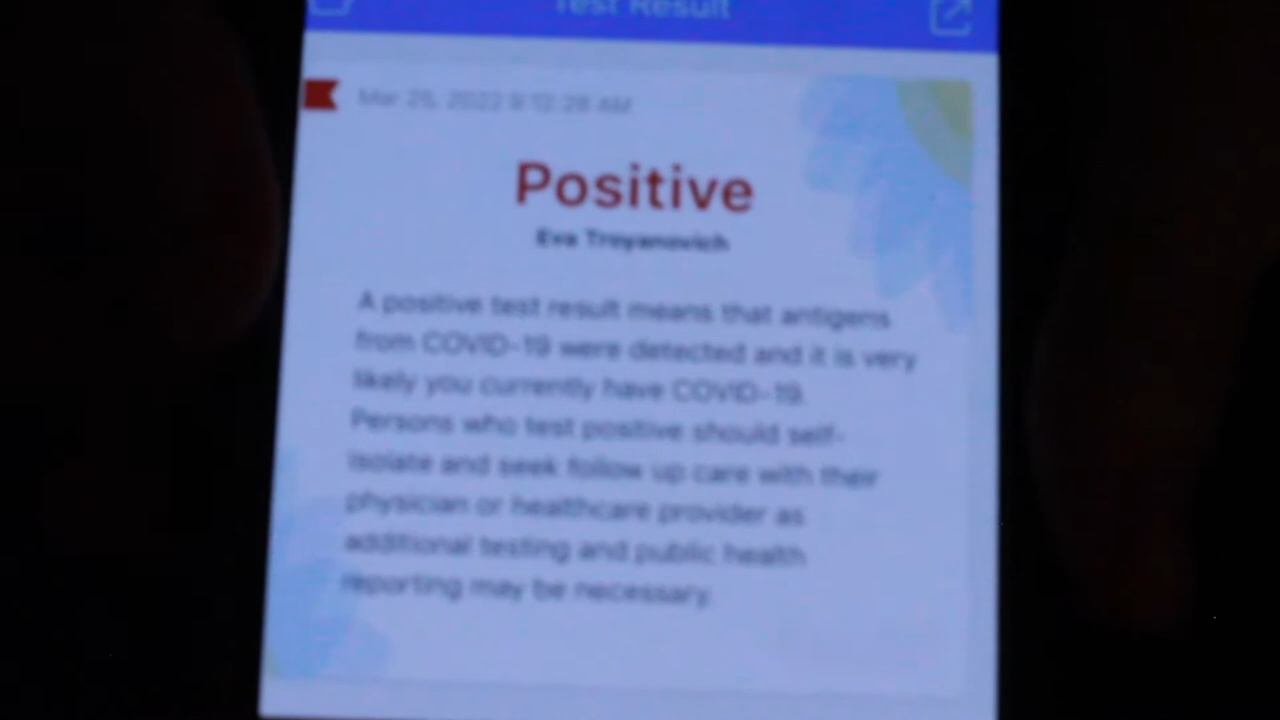 Test Result
Mar 25, 2022 9:12:28 AM
Positive
Eva Troyanovich
A positive test result means that antigens
from COVID-19 were detected and it is very
likely you currently have COVID-19.
Persons who test positive should self-
isolate and seek follow up care with their
physician or healthcare provider as
additional testing and public health
reporting may be necessary.